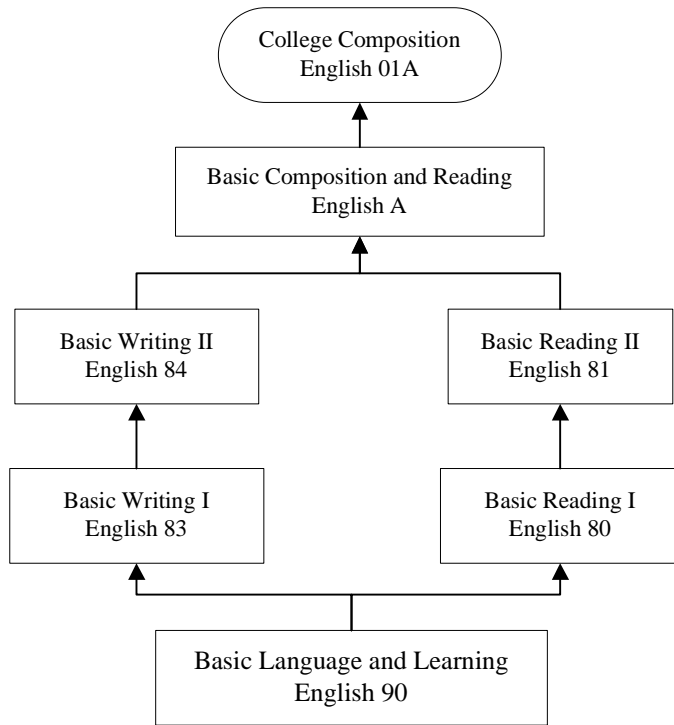 College Composition
English 01A
Basic Composition and Reading
English A
Basic Writing II
English 84
Basic Reading II
English 81
Basic Writing I
English 83
Basic Reading I
English 80
Basic Language and Learning
English 90